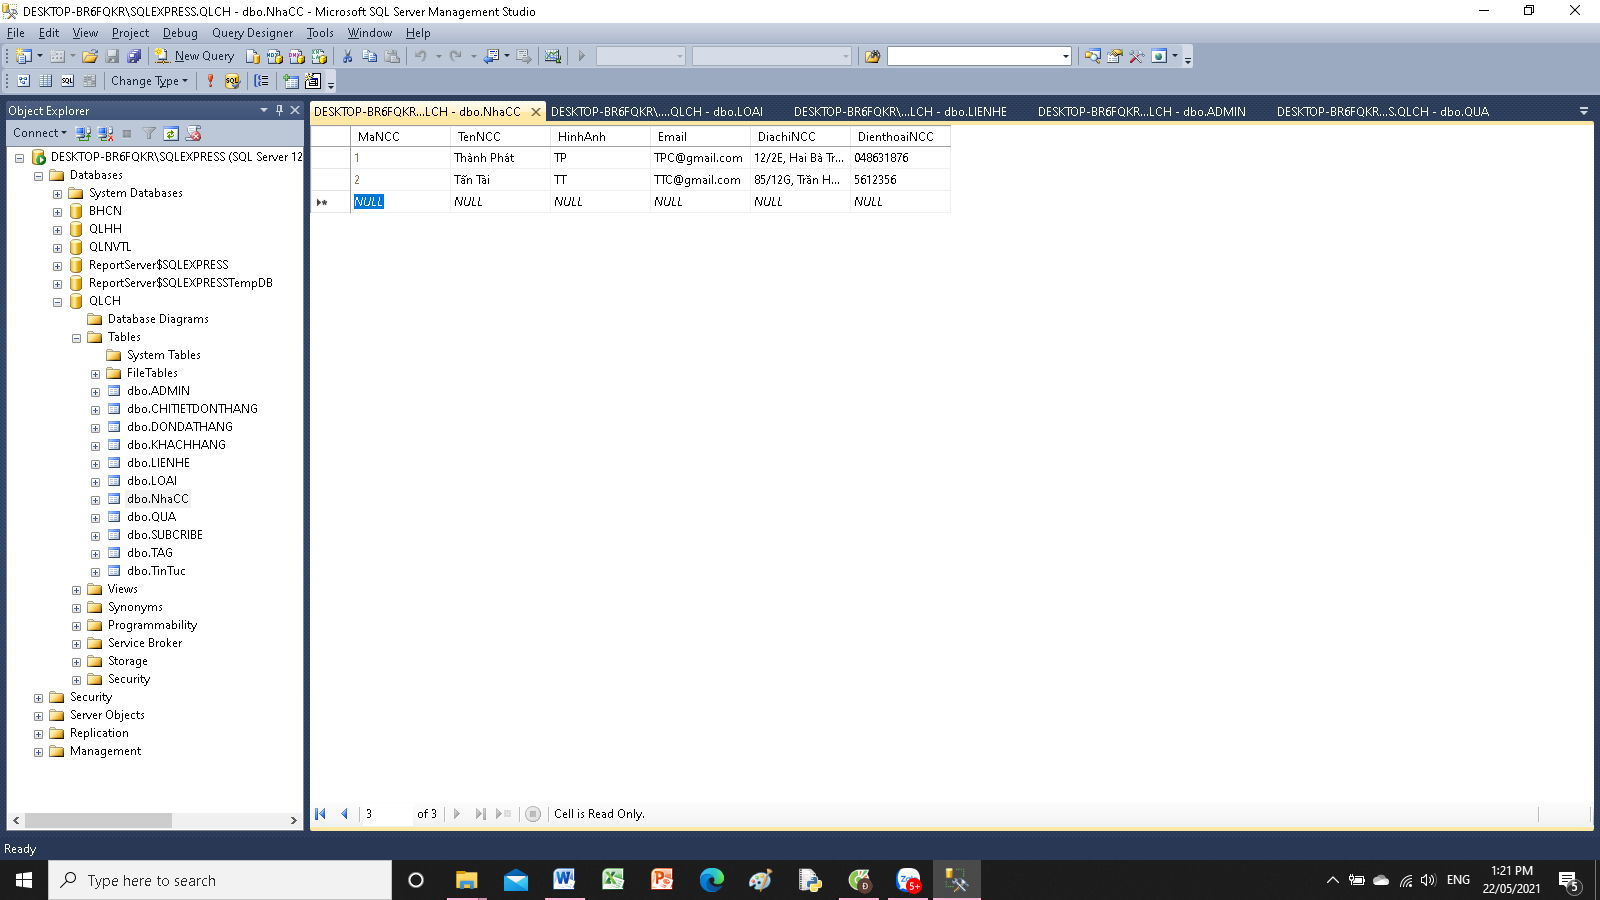 DESKTOP-BR6FQKR\SQLEXPRESS.QLCH - dbo.NhaCC - Microsoft SQL Server Management Studio
File Edit View Project Debug Query Designer Tools Window Help
New Query
Change Type
Object Explorer
DESKTOP-BR6FQKR...LCH - dbo.NhaCC
DESKTOP-BR6FQKR\....QLCH - dbo.LOAI
DESKTOP-BR6FQKR\...LCH - dbo.LIENHE
DESKTOP-BR6FQKR...LCH - dbo.ADMIN
DESKTOP-BR6FQKR...S.QLCH - dbo.QUA
Connect
DESKTOP-BR6FQKR\SQLEXPRESS (SQL Server 12
Databases
System Databases
BHCN
QLHH
QLNVTL
ReportServer$SQLEXPRESS
ReportServer$SQLEXPRESSTempDB
QLCH
Database Diagrams
Tables
System Tables
FileTables
dbo.ADMIN
dbo.CHITIETDONTHANG
dbo.DONDATHANG
dbo.KHACHHANG
dbo.LIENHE
dbo.LOAI
dbo.NhaCC
dbo.QUA
dbo.SUBCRIBE
dbo.TAG
dbo.TinTuc
Views
Synonyms
Programmability
Service Broker
Storage
Security
Security
Server Objects
Replication
Management
MaNCC TenNCC HinhAnh Email DiachiNCC DienthoaiNCC
1 Thành Phát TP TPC@gmail.com 12/2E, Hai Bà Tr... 048631876
2 Tấn Tài TT TTC@gmail.com 85/12G, Trần H... 5612356
NULL NULL NULL NULL NULL NULL
3 of 3 Cell is Read Only.
Ready
Type here to search
5+
ENG
1:21 PM
22/05/2021
5